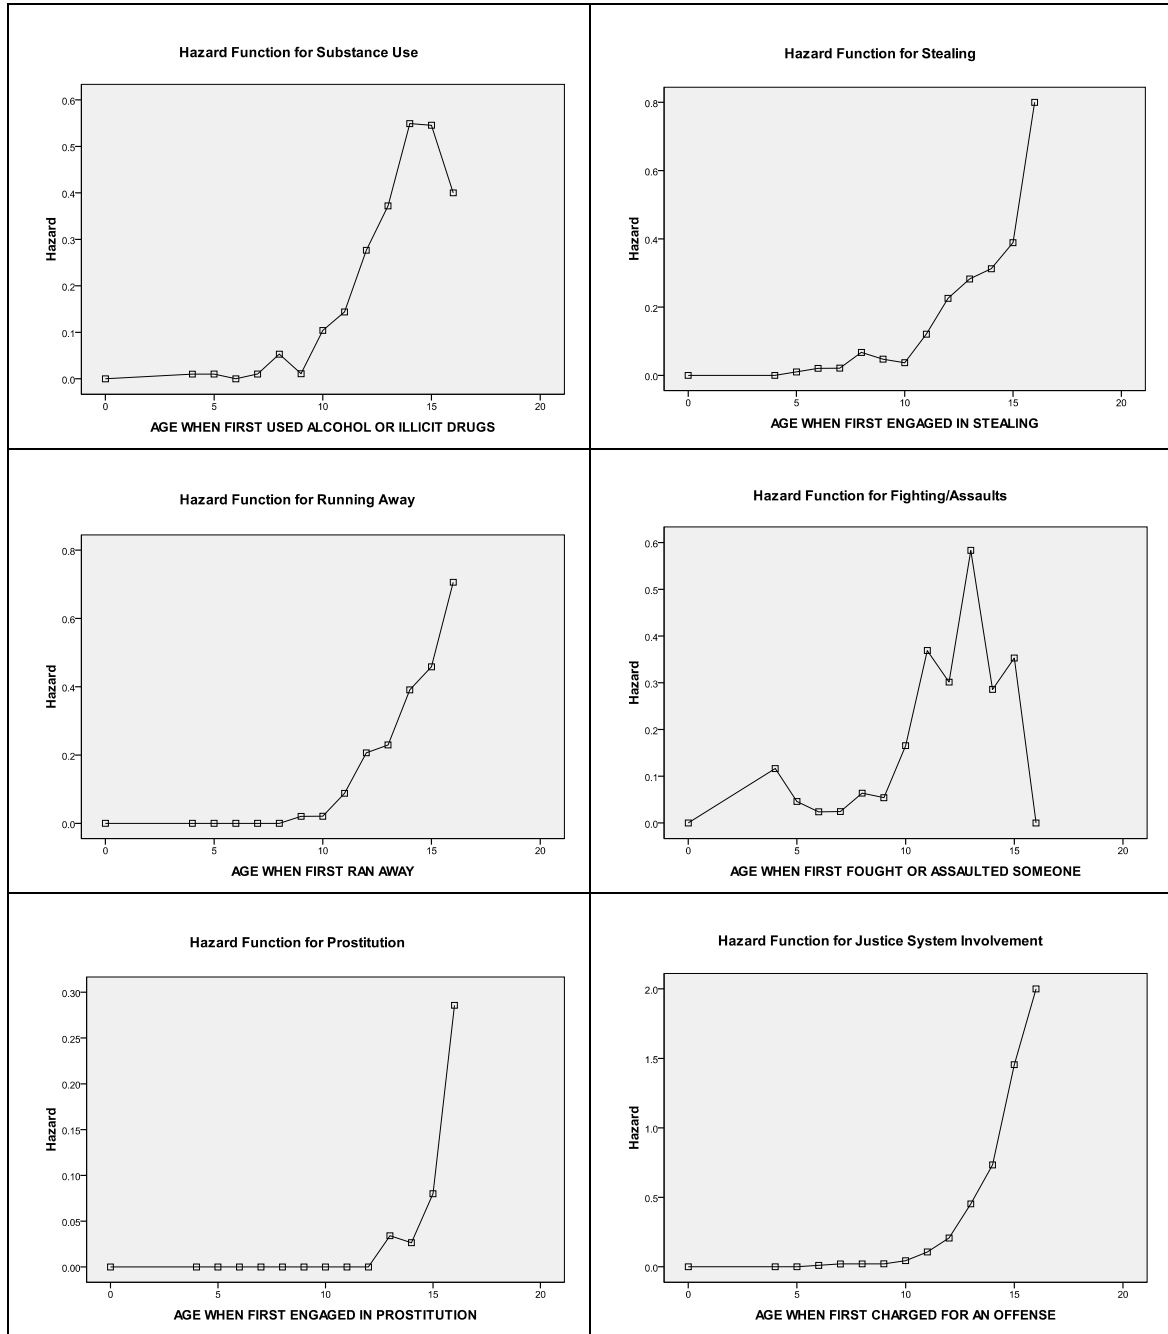 Hazard Function for Substance Use
0.6
0.5
0.4
0.3
0.2
0.1
0.0
Hazard
0 5 10 15 20
AGE WHEN FIRST USED ALCOHOL OR ILLICIT DRUGS
Hazard Function for Stealing
0.8
0.6
0.4
0.2
0.0
Hazard
0 5 10 15 20
AGE WHEN FIRST ENGAGED IN STEALING
Hazard Function for Running Away
0.8
0.6
0.4
0.2
0.0
Hazard
0 5 10 15 20
AGE WHEN FIRST RAN AWAY
Hazard Function for Fighting/Assaults
0.6
0.5
0.4
0.3
0.2
0.1
0.0
Hazard
0 5 10 15 20
AGE WHEN FIRST FOUGHT OR ASSAULTED SOMEONE
Hazard Function for Prostitution
0.30
0.25
0.20
0.15
0.10
0.05
0.00
Hazard
0 5 10 15 20
AGE WHEN FIRST ENGAGED IN PROSTITUTION
Hazard Function for Justice System Involvement
2.0
1.5
1.0
0.5
0.0
Hazard
0 5 10 15 20
AGE WHEN FIRST CHARGED FOR AN OFFENSE